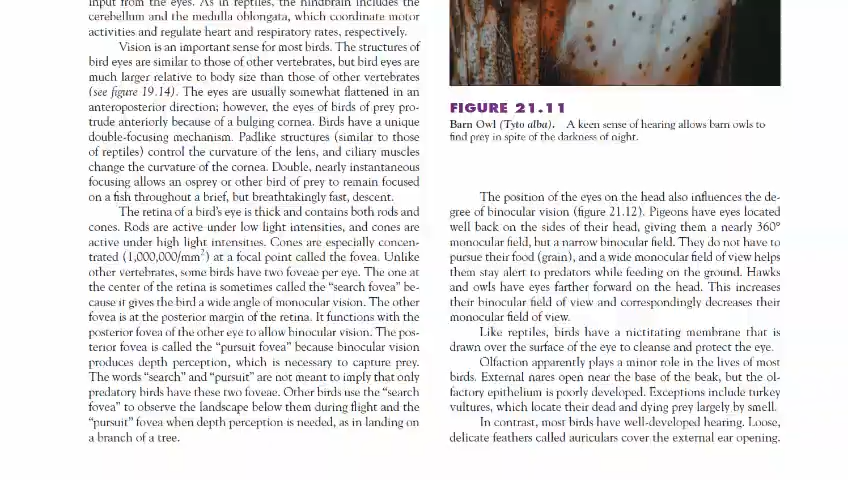 input from the eyes. As in reptiles, the hindbrain includes the
cerebellum and the medulla oblongata, which coordinate motor
activities and regulate heart and respiratory rates, respectively.
Vision is an important sense for most birds. The structures of
bird eyes are similar to those of other vertebrates, but bird eyes are
much larger relative to body size than those of other vertebrates
(see figure 19.14). The eyes are usually somewhat flattened in an
anteroposterior direction; however, the eyes of birds of prey pro-
trude anteriorly because of a bulging cornea. Birds have a unique
double-focusing mechanism. Padlike structures (similar to those
of reptiles) control the curvature of the lens, and ciliary muscles
change the curvature of the cornea. Double, nearly instantaneous
focusing allows an osprey or other bird of prey to remain focused
on a fish throughout a brief, but breathtakingly fast, descent.
The retina of a bird's eye is thick and contains both rods and
cones. Rods are active under low light intensities, and cones are
active under high light intensities. Cones are especially concen-
trated (1,000,000/mm²) at a focal point called the fovea. Unlike
other vertebrates, some birds have two foveae per eye. The one at
the center of the retina is sometimes called the "search fovea" be-
cause it gives the bird a wide angle of monocular vision. The other
fovea is at the posterior margin of the retina. It functions with the
posterior fovea of the other eye to allow binocular vision. The pos-
terior fovea is called the "pursuit fovea" because binocular vision
produces depth perception, which is necessary to capture prey.
The words "search" and "pursuit" are not meant to imply that only
predatory birds have these two foveae. Other birds use the "search
fovea" to observe the landscape below them during flight and the
"pursuit" fovea when depth perception is needed, as in landing on
a branch of a tree.
FIGURE 21.11
Barn Owl (Tyto alba). A keen sense of hearing allows barn owls to
find prey in spite of the darkness of night.
The position of the eyes on the head also influences the de-
gree of binocular vision (figure 21.12). Pigeons have eyes located
well back on the sides of their head, giving them a nearly 360°
monocular field, but a narrow binocular field. They do not have to
pursue their food (grain), and a wide monocular field of view helps
them stay alert to predators while feeding on the ground. Hawks
and owls have eyes farther forward on the head. This increases
their binocular field of view and correspondingly decreases their
monocular field of view.
Like reptiles, birds have a nictitating membrane that is
drawn over the surface of the eye to cleanse and protect the eye.
Olfaction apparently plays a minor role in the lives of most
birds. External nares open near the base of the beak, but the ol-
factory epithelium is poorly developed. Exceptions include turkey
vultures, which locate their dead and dying prey largely by smell.
In contrast, most birds have well-developed hearing. Loose,
delicate feathers called auriculars cover the external ear opening.